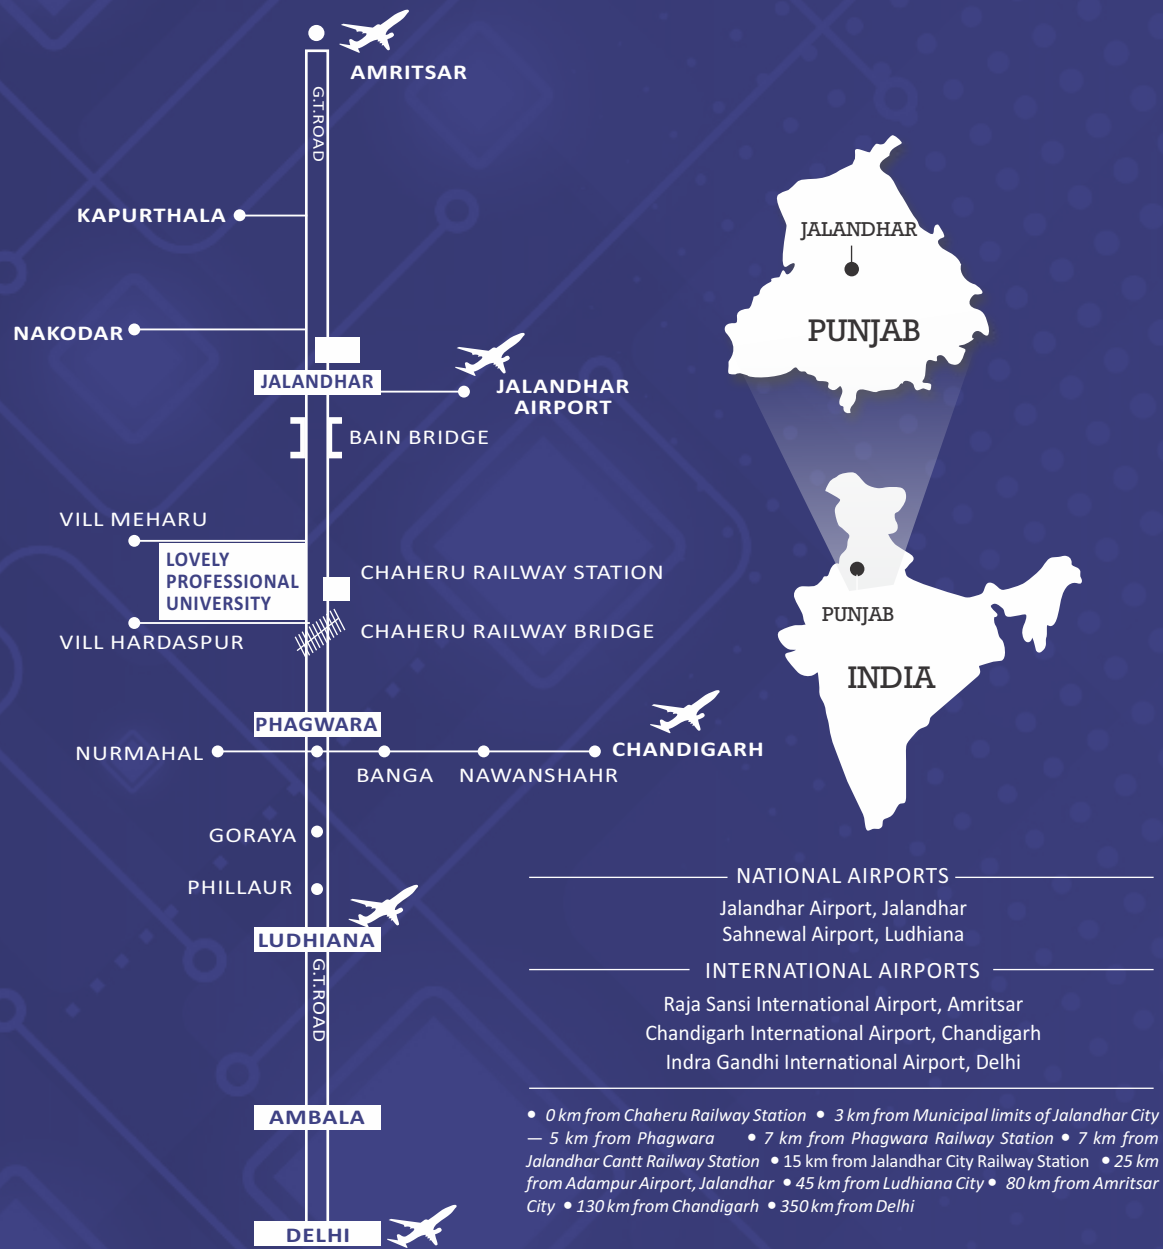 AMRITSAR
G.T.ROAD
KAPURTHALA
NAKODAR
JALANDHAR
JALANDHAR
AIRPORT
BAIN BRIDGE
VILL MEHARU
LOVELY
PROFESSIONAL
UNIVERSITY
CHAHERU RAILWAY STATION
VILL HARDASPUR
CHAHERU RAILWAY BRIDGE
PHAGWARA
NURMAHAL
CHANDIGARH
BANGA
NAWANSHAHR
GORAYA
PHILLAUR
LUDHIANA
G.T.ROAD
AMBALA
DELHI
JALANDHAR
PUNJAB
PUNJAB
INDIA
NATIONAL AIRPORTS
Jalandhar Airport, Jalandhar
Sahnewal Airport, Ludhiana
INTERNATIONAL AIRPORTS
Raja Sansi International Airport, Amritsar
Chandigarh International Airport, Chandigarh
Indra Gandhi International Airport, Delhi
• 0 km from Chaheru Railway Station • 3 km from Municipal limits of Jalandhar City
— 5 km from Phagwara • 7 km from Phagwara Railway Station • 7 km from
Jalandhar Cantt Railway Station • 15 km from Jalandhar City Railway Station • 25 km
from Adampur Airport, Jalandhar • 45 km from Ludhiana City • 80 km from Amritsar
City • 130 km from Chandigarh • 350 km from Delhi